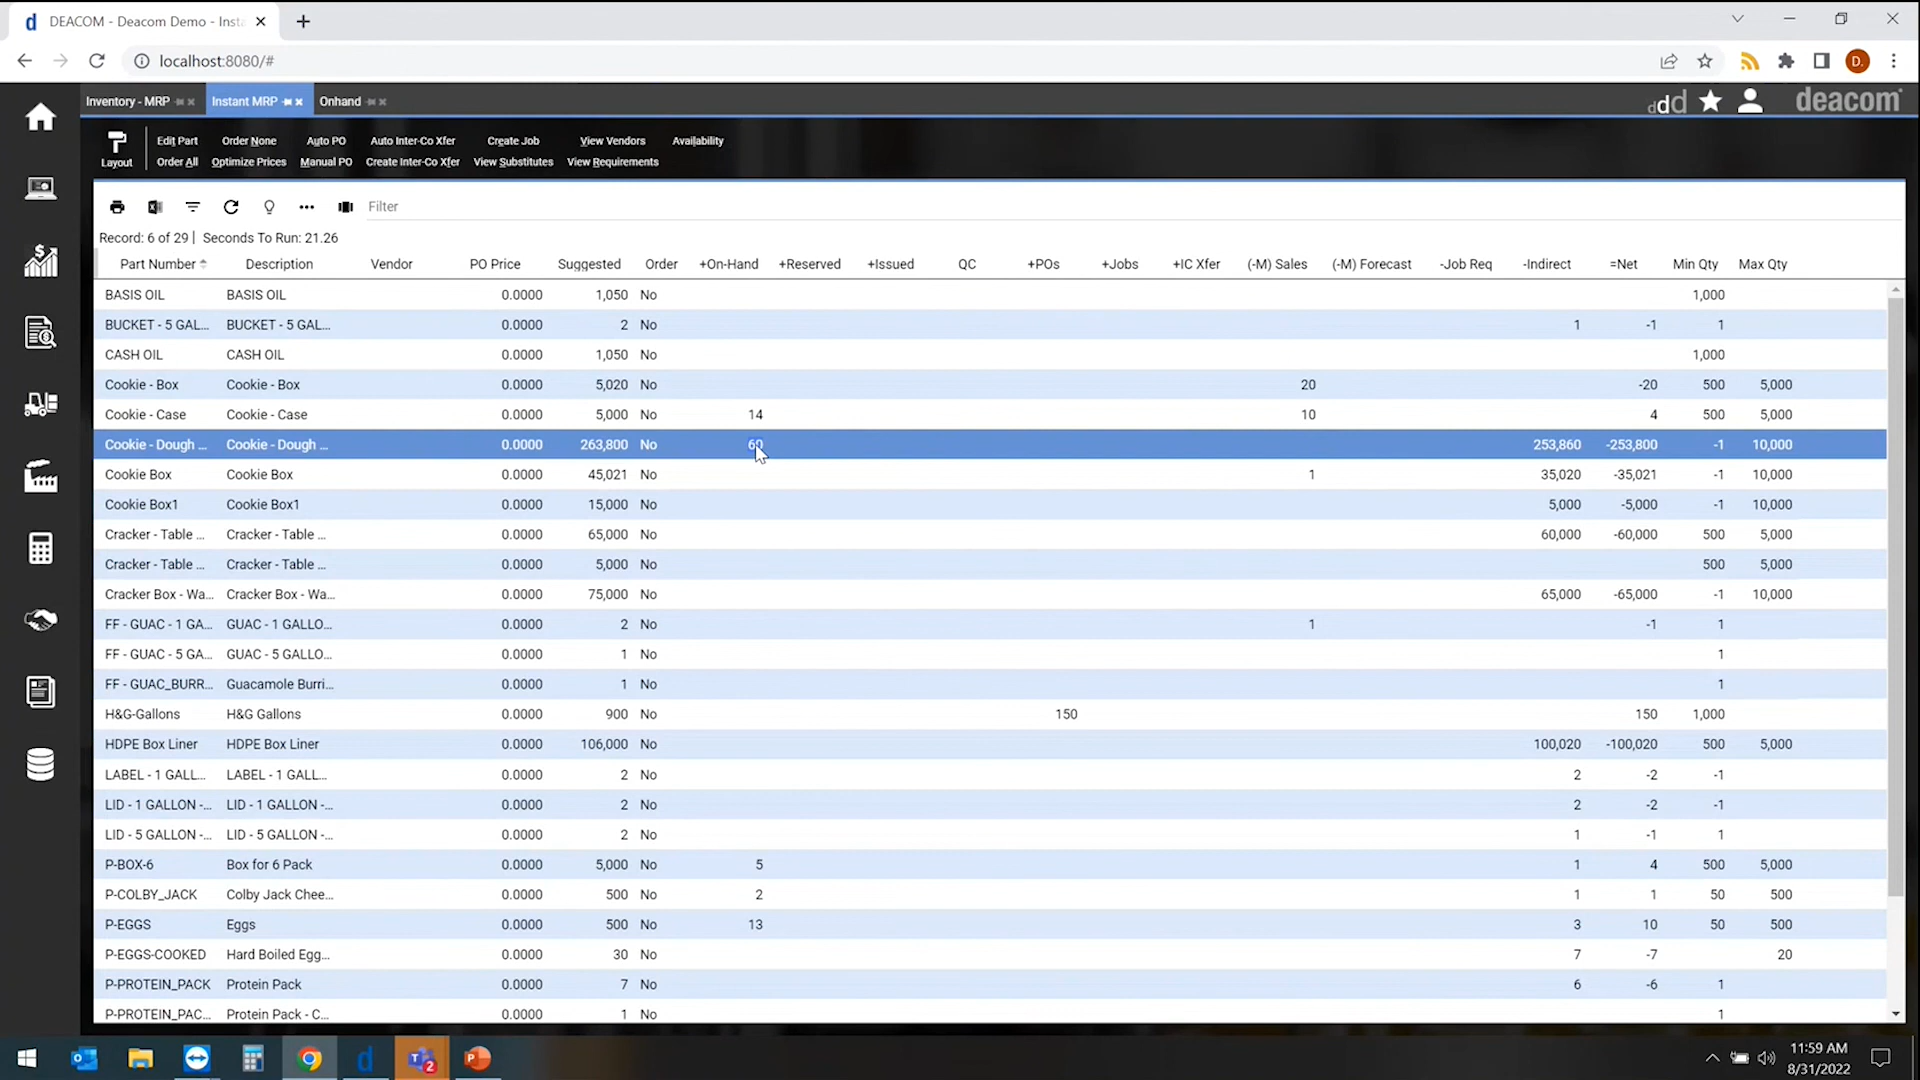 DEACOM - Deacom Demo - Inst
localhost:8080/#
D.
Inventory - MRP
Instant MRP
Onhand
ddd
deacom
Layout
Edit Part Order None Auto PO Auto Inter-Co Xfer Create Job View Vendors Availability
Order All Optimize Prices Manual PO Create Inter-Co Xfer View Substitutes View Requirements
Filter
Record: 6 of 29 | Seconds To Run: 21.26
Part Number Description Vendor PO Price Suggested Order +On-Hand +Reserved +Issued QC +POs +Jobs +IC Xfer (-M) Sales (-M) Forecast -Job Req -Indirect =Net Min Qty Max Qty
BASIS OIL BASIS OIL 0.0000 1,050 No 1,000
BUCKET - 5 GAL... BUCKET - 5 GAL... 0.0000 2 No 1 -1 1
CASH OIL CASH OIL 0.0000 1,050 No 1,000
Cookie - Box Cookie - Box 0.0000 5,020 No 20 -20 500 5,000
Cookie - Case Cookie - Case 0.0000 5,000 No 14 10 4 500 5,000
Cookie - Dough ... Cookie - Dough ... 0.0000 263,800 No 60 253,860 -253,800 -1 10,000
Cookie Box Cookie Box 0.0000 45,021 No 1 35,020 -35,021 -1 10,000
Cookie Box1 Cookie Box1 0.0000 15,000 No 5,000 -5,000 -1 10,000
Cracker - Table ... Cracker - Table ... 0.0000 65,000 No 60,000 -60,000 500 5,000
Cracker - Table ... Cracker - Table ... 0.0000 5,000 No 500 5,000
Cracker Box - Wa... Cracker Box - Wa... 0.0000 75,000 No 65,000 -65,000 -1 10,000
FF - GUAC - 1 GA... GUAC - 1 GALLO... 0.0000 2 No 1 -1 1
FF - GUAC - 5 GA... GUAC - 5 GALLO... 0.0000 1 No 1
FF - GUAC_BURR... Guacamole Burri... 0.0000 1 No 1
H&G-Gallons H&G Gallons 0.0000 900 No 150 150 1,000
HDPE Box Liner HDPE Box Liner 0.0000 106,000 No 100,020 -100,020 500 5,000
LABEL - 1 GALL... LABEL - 1 GALL... 0.0000 2 No 2 -2 -1
LID - 1 GALLON -... LID - 1 GALLON -... 0.0000 2 No 2 -2 -1
LID - 5 GALLON -... LID - 5 GALLON -... 0.0000 2 No 1 -1 1
P-BOX-6 Box for 6 Pack 0.0000 5,000 No 5 1 4 500 5,000
P-COLBY_JACK Colby Jack Chee... 0.0000 500 No 2 1 1 50 500
P-EGGS Eggs 0.0000 500 No 13 3 10 50 500
P-EGGS-COOKED Hard Boiled Egg... 0.0000 30 No 7 -7 20
P-PROTEIN_PACK Protein Pack 0.0000 7 No 6 -6 1
P-PROTEIN_PAC... Protein Pack - C... 0.0000 1 No 1
11:59 AM
8/31/2022